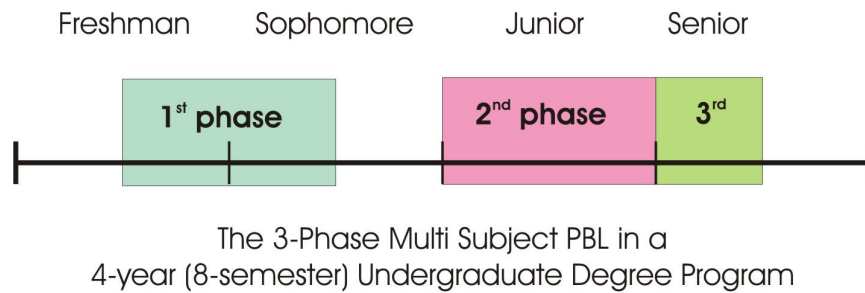 Freshman Sophomore Junior Senior
1st phase 2nd phase 3rd
The 3-Phase Multi Subject PBL in a
4-year (8-semester) Undergraduate Degree Program